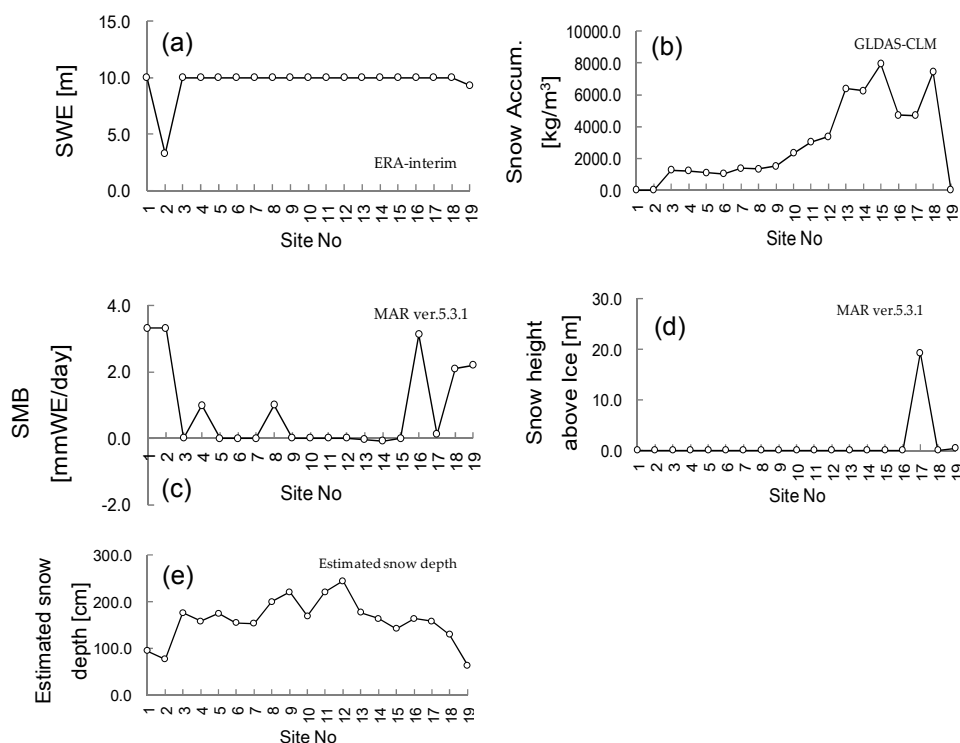 (a)
SWE [m]
15.0
10.0
5.0
0.0
ERA-interim
1 2 3 4 5 6 7 8 9 10 11 12 13 14 15 16 17 18 19
Site No
(b)
Snow Accum.
[kg/m³]
10000.0
8000.0
6000.0
4000.0
2000.0
0.0
GLDAS-CLM
1 2 3 4 5 6 7 8 9 10 11 12 13 14 15 16 17 18 19
Site No
SMB
[mmWE/day]
4.0
2.0
0.0
-2.0
MAR ver.5.3.1
1 2 3 4 5 6 7 8 9 10 11 12 13 14 15 16 17 18 19
(c)
Site No
Snow height
above Ice [m]
30.0
20.0
10.0
0.0
MAR ver.5.3.1
(d)
1 2 3 4 5 6 7 8 9 10 11 12 13 14 15 16 17 18 19
Site No
(e)
Estimated snow
depth [cm]
300.0
200.0
100.0
0.0
Estimated snow depth
1 2 3 4 5 6 7 8 9 10 11 12 13 14 15 16 17 18 19
Site No